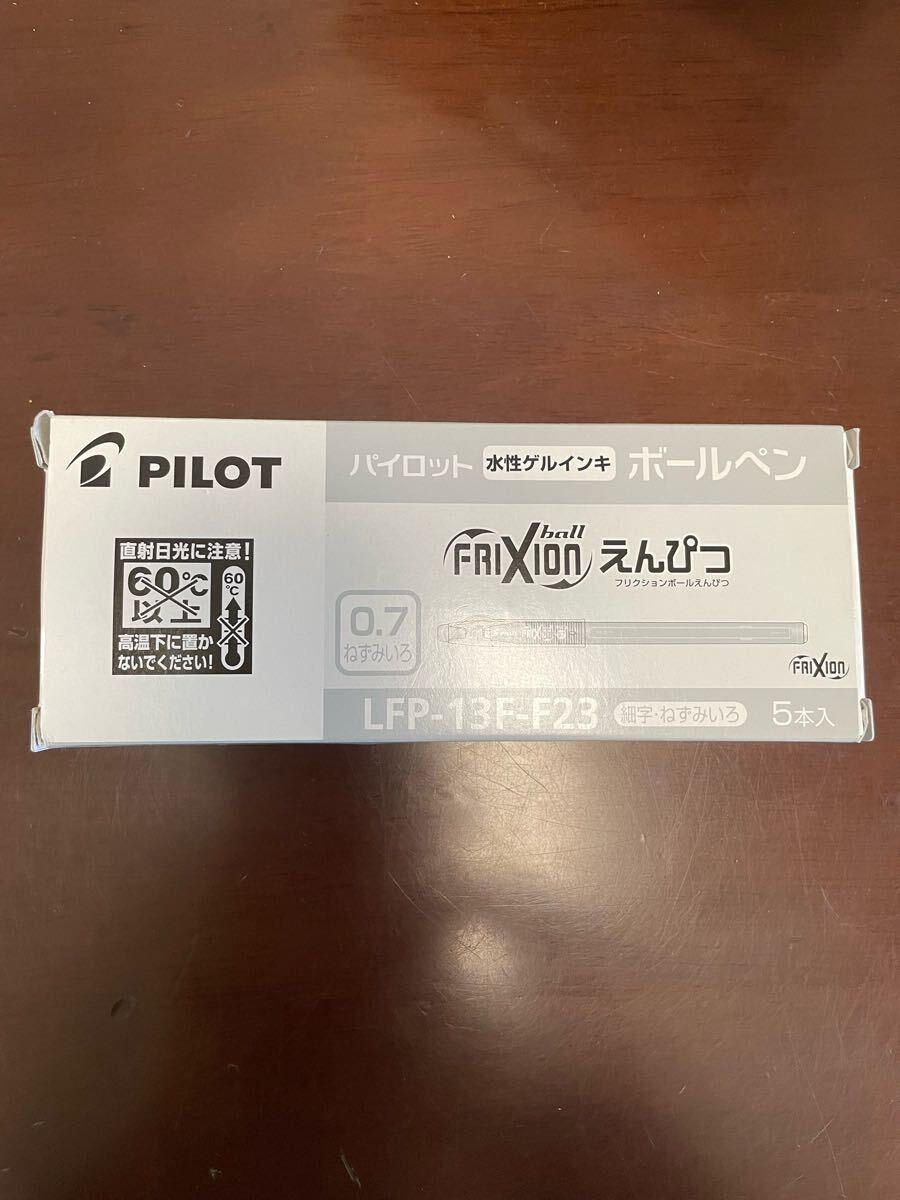 PILOT
直射日光に注意!
60℃
以上
60
℃
高温下に置か
ないでください!
パイロット 水性ゲルインキ ボールペン
FRIXION ball えんぴつ
フリクションボールえんぴつ
0.7
ねずみいろ
FRIXION
LFP-13F-F23 細字・ねずみいろ 5本入